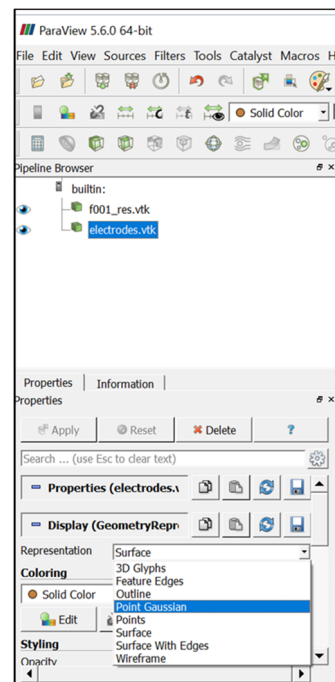 ParaView 5.6.0 64-bit
File Edit View Sources Filters Tools Catalyst Macros H
Solid Color
Pipeline Browser
builtin:
f001_res.vtk
electrodes.vtk
Properties Information
Properties
Apply Reset Delete ?
Search ... (use Esc to clear text)
Properties (electrodes.v
Display (GeometryRepr
Representation Surface
Coloring 3D Glyphs
Feature Edges
Solid Color Outline
Point Gaussian
Edit Points
Surface
Styling Surface With Edges
Opacity Wireframe